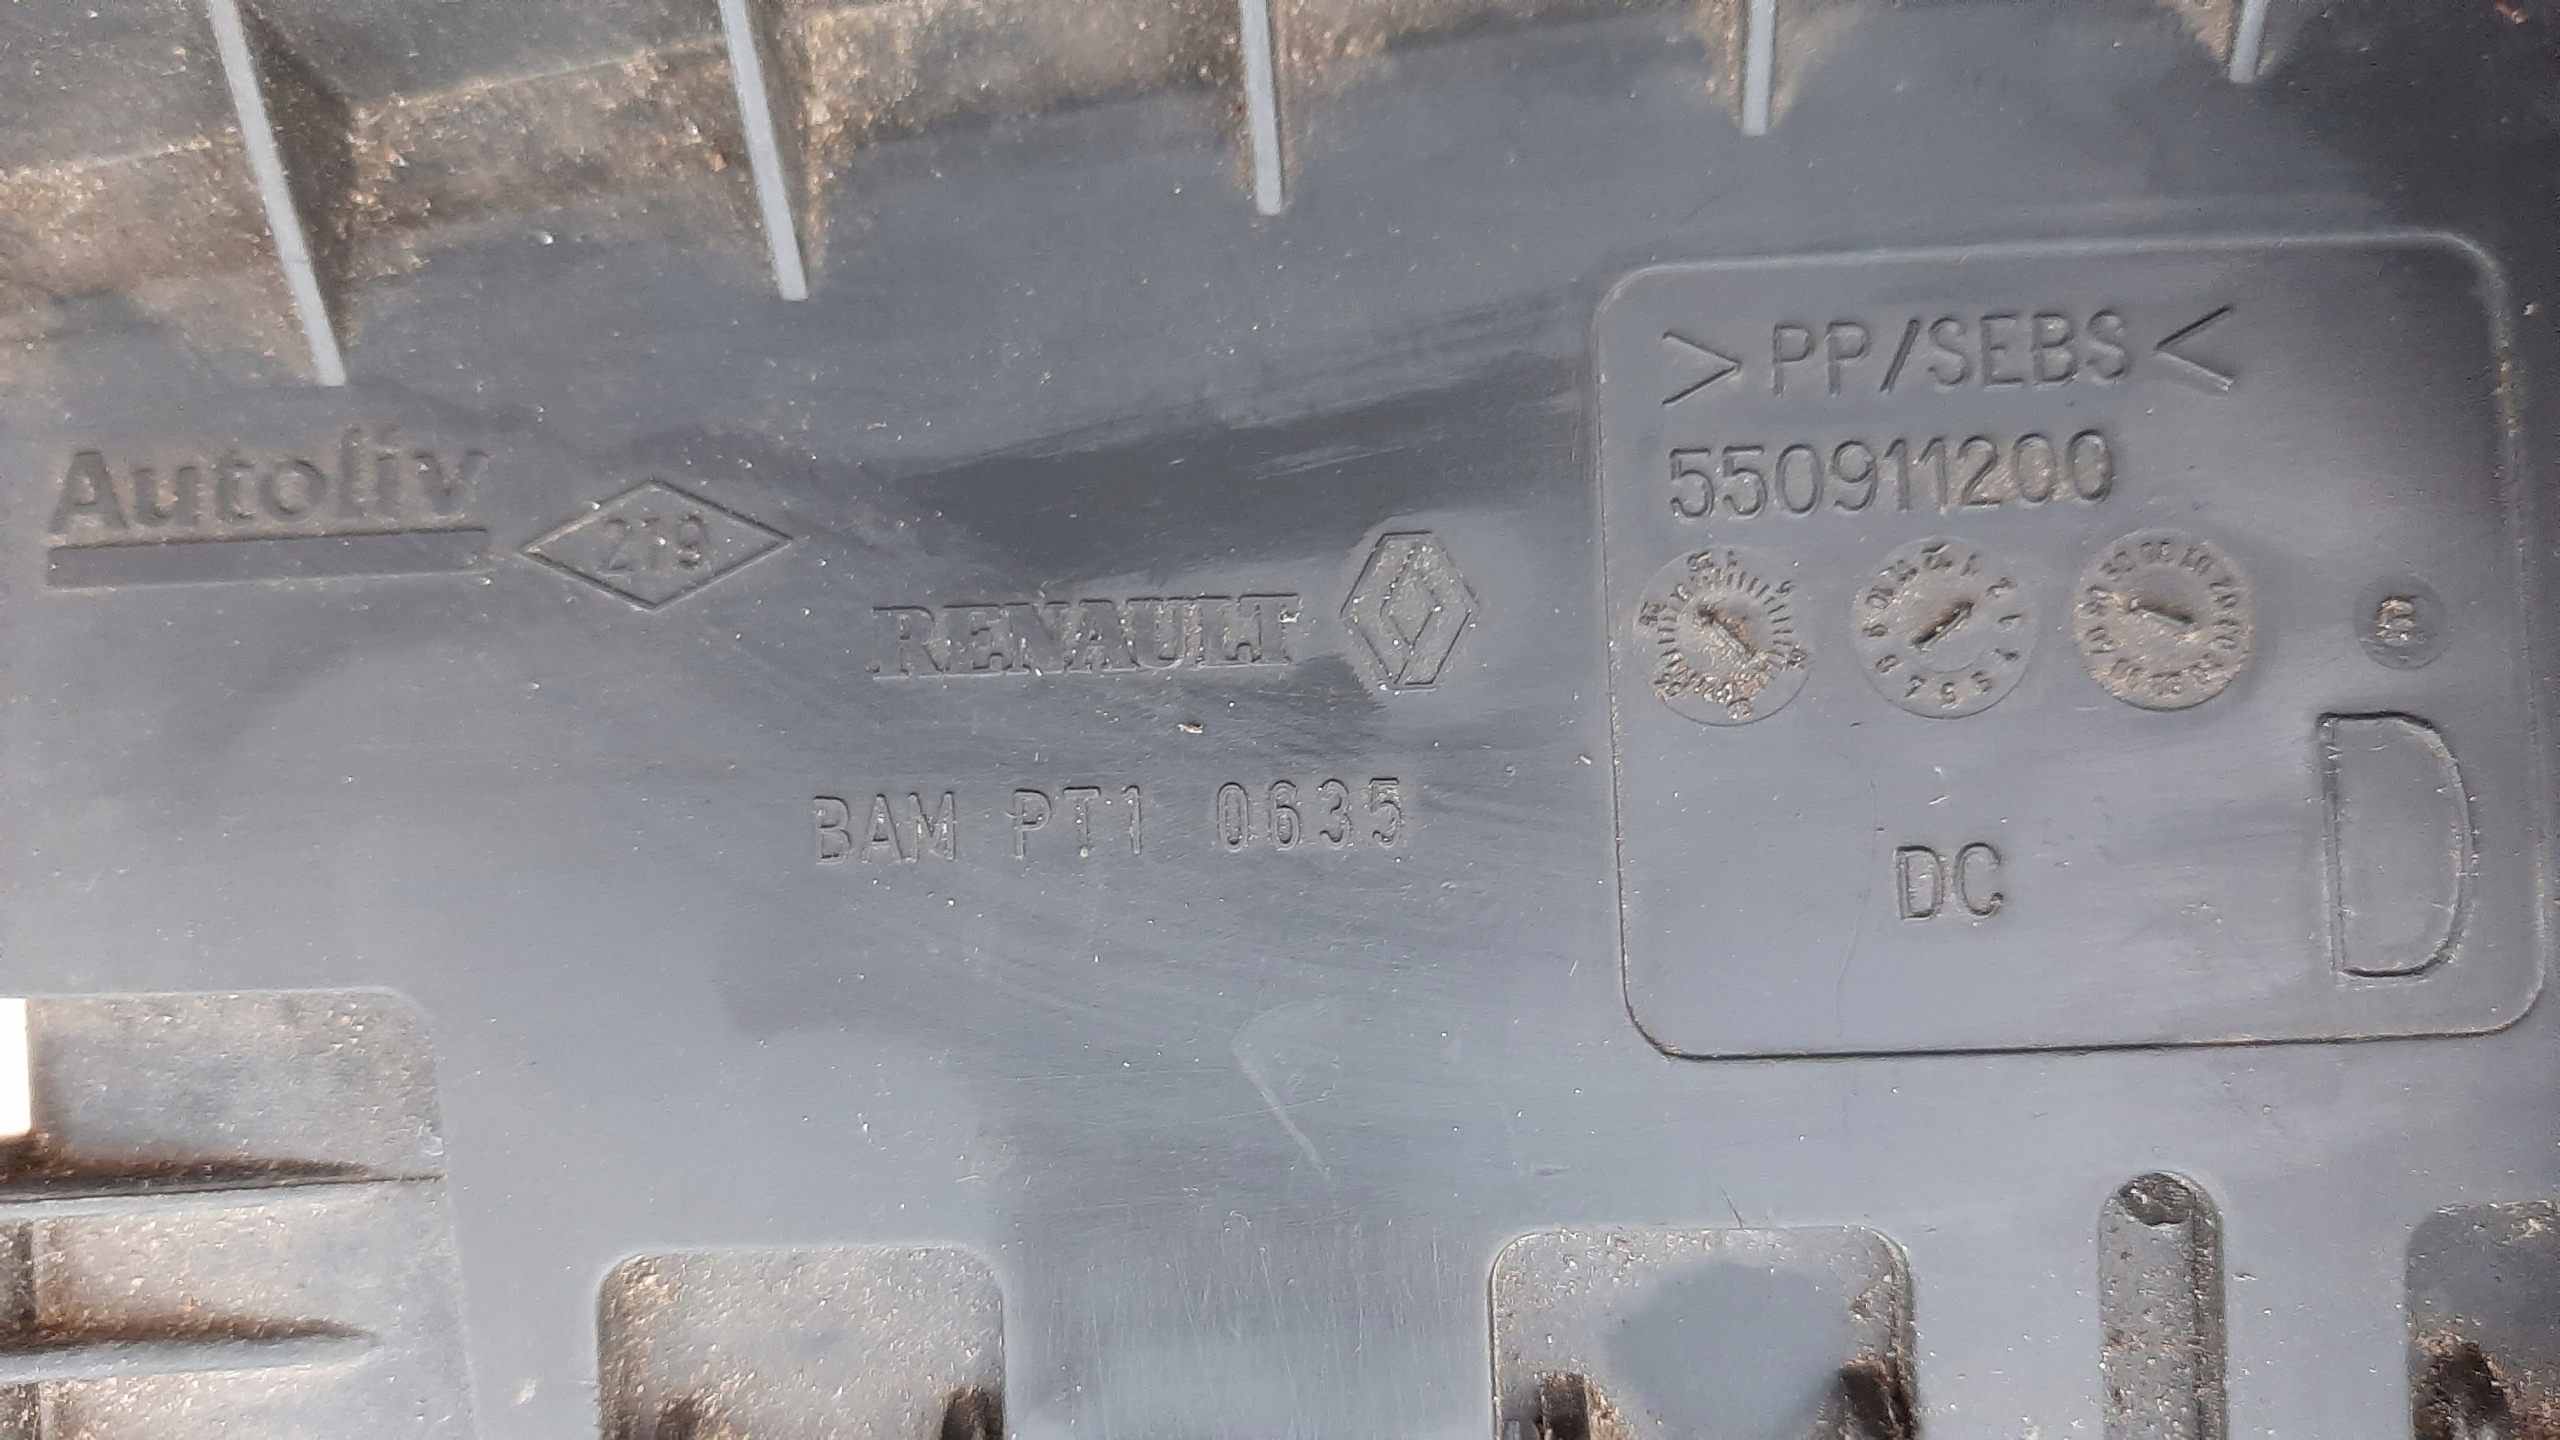 Autoliv
219
RENAULT
BAM PT1 0635
>PP/SEBS<
550911200
DC
D